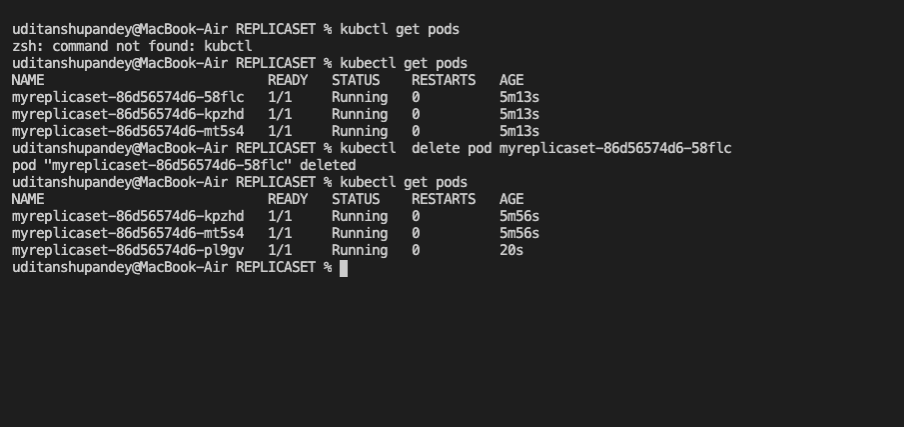 uditanshupandey@MacBook-Air REPLICASET % kubctl get pods
zsh: command not found: kubctl
uditanshupandey@MacBook-Air REPLICASET % kubectl get pods
NAME                            READY   STATUS    RESTARTS   AGE
myreplicaset-86d56574d6-58flc   1/1     Running   0          5m13s
myreplicaset-86d56574d6-kpzhd   1/1     Running   0          5m13s
myreplicaset-86d56574d6-mt5s4   1/1     Running   0          5m13s
uditanshupandey@MacBook-Air REPLICASET % kubectl  delete pod myreplicaset-86d56574d6-58flc
pod "myreplicaset-86d56574d6-58flc" deleted
uditanshupandey@MacBook-Air REPLICASET % kubectl get pods
NAME                            READY   STATUS    RESTARTS   AGE
myreplicaset-86d56574d6-kpzhd   1/1     Running   0          5m56s
myreplicaset-86d56574d6-mt5s4   1/1     Running   0          5m56s
myreplicaset-86d56574d6-pl9gv   1/1     Running   0          20s
uditanshupandey@MacBook-Air REPLICASET %